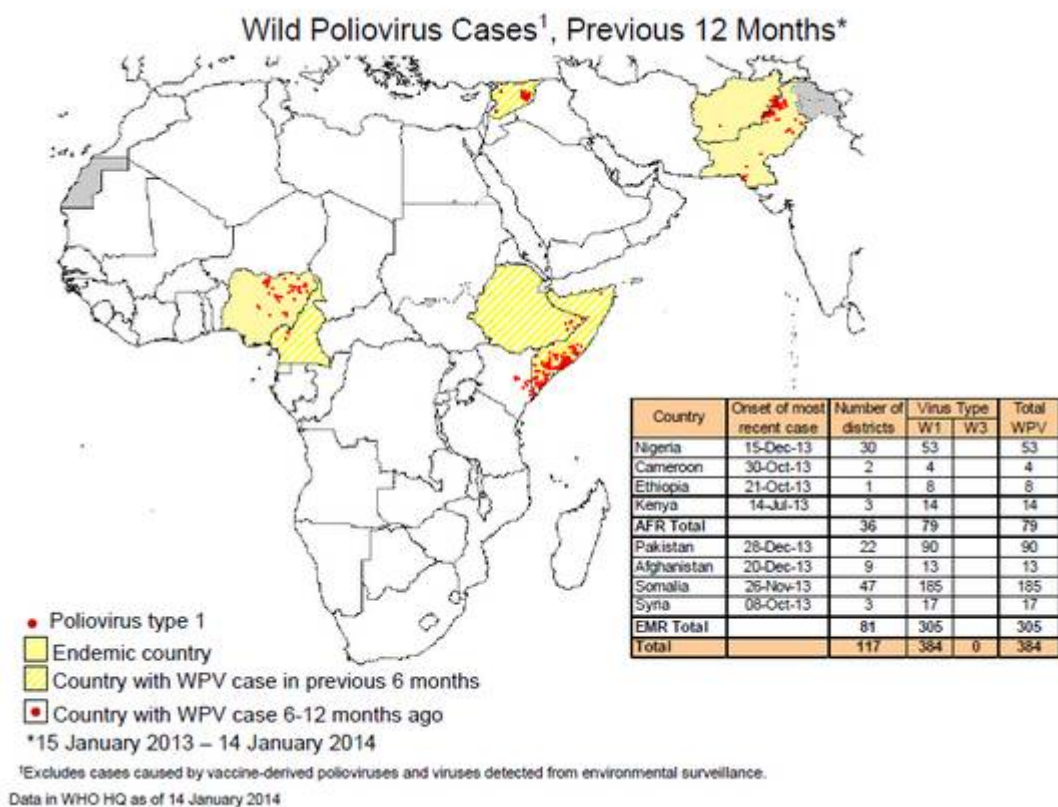 Wild Poliovirus Cases¹, Previous 12 Months*
Country Onset of most recent case Number of districts Virus Type W1 W3 Total WPV
Nigeria 15-Dec-13 30 53 53
Cameroon 30-Oct-13 2 4 4
Ethiopia 21-Oct-13 1 8 8
Kenya 14-Jul-13 3 14 14
AFR Total 36 79 79
Pakistan 28-Dec-13 22 90 90
Afghanistan 20-Dec-13 9 13 13
Somalia 26-Nov-13 47 185 185
Syria 08-Oct-13 3 17 17
EMR Total 81 305 305
Total 117 384 0 384
Poliovirus type 1
Endemic country
Country with WPV case in previous 6 months
Country with WPV case 6-12 months ago
*15 January 2013 – 14 January 2014
¹Excludes cases caused by vaccine-derived polioviruses and viruses detected from environmental surveillance.
Data in WHO HQ as of 14 January 2014